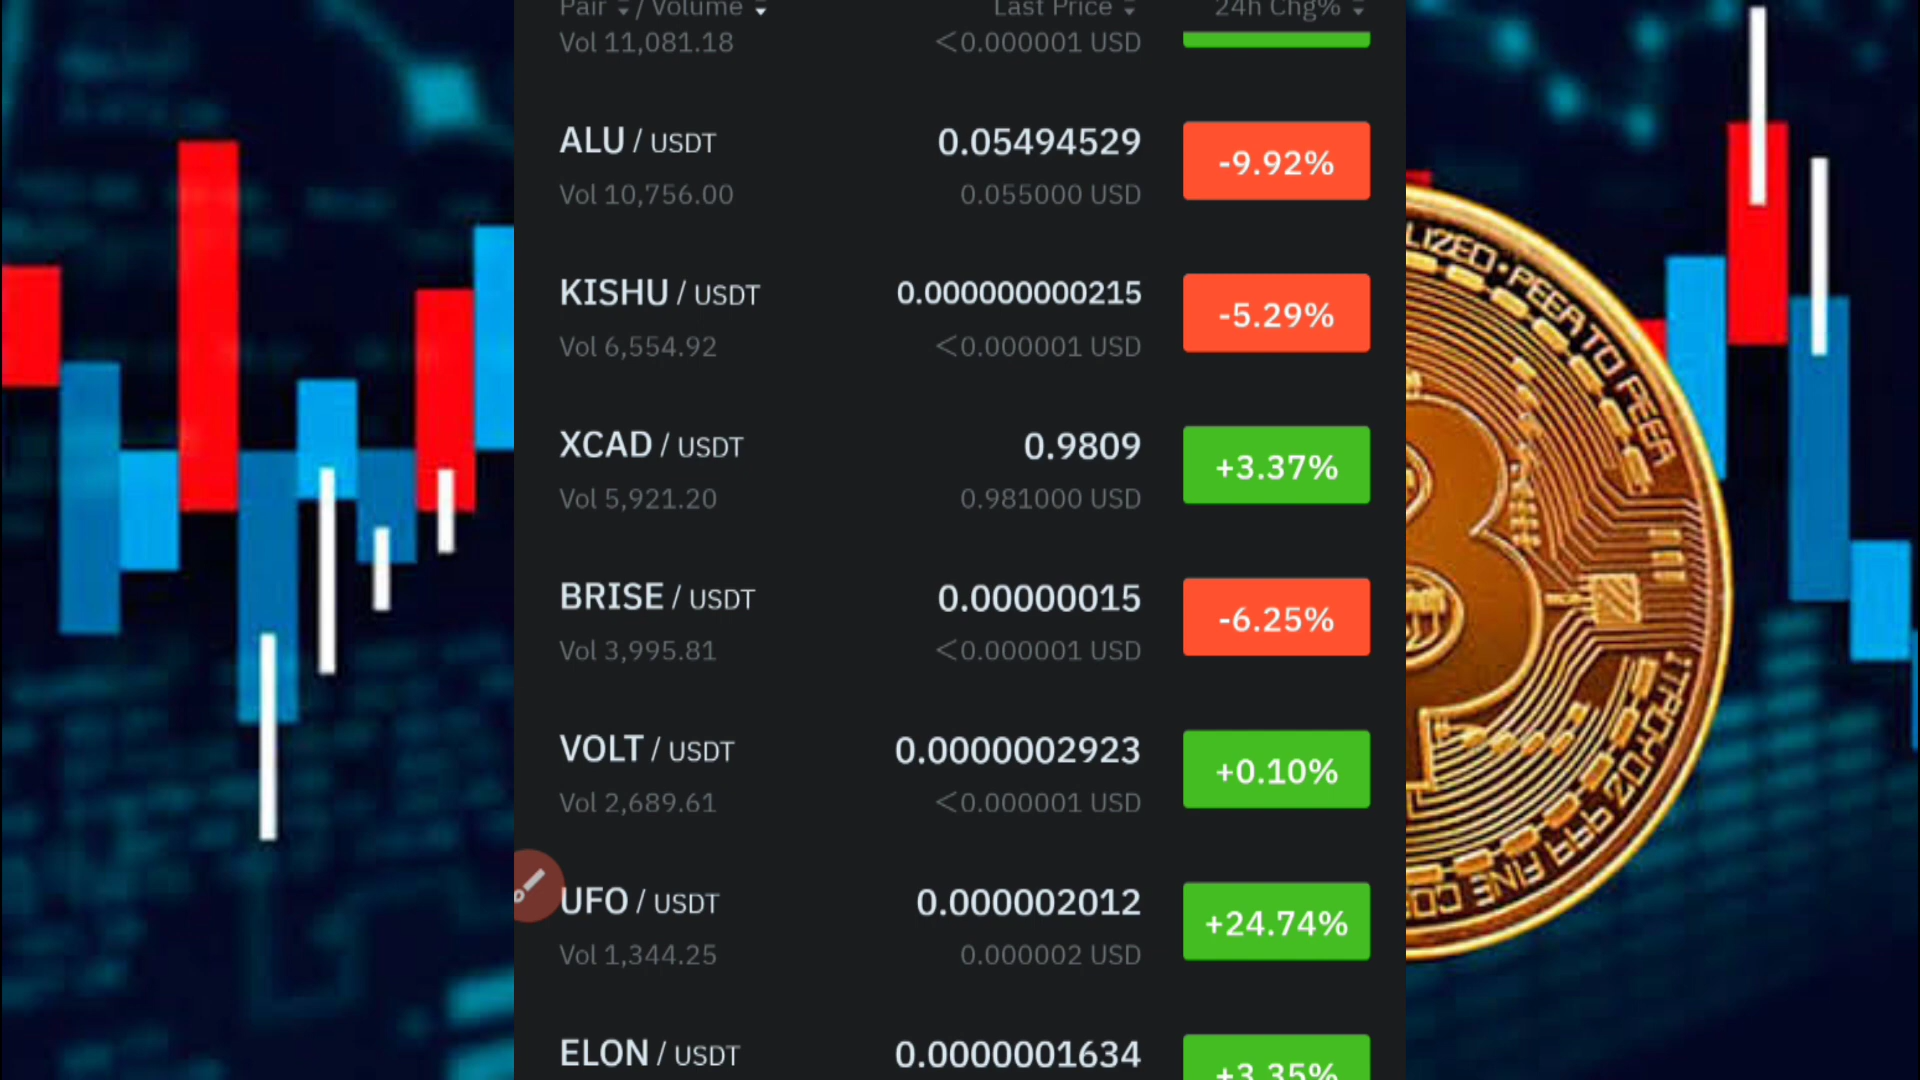 Pair / Volume Last Price 24h Chg%
Vol 11,081.18 <0.000001 USD
ALU / USDT 0.05494529 -9.92%
Vol 10,756.00 0.055000 USD
KISHU / USDT 0.000000000215 -5.29%
Vol 6,554.92 <0.000001 USD
XCAD / USDT 0.9809 +3.37%
Vol 5,921.20 0.981000 USD
BRISE / USDT 0.00000015 -6.25%
Vol 3,995.81 <0.000001 USD
VOLT / USDT 0.0000002923 +0.10%
Vol 2,689.61 <0.000001 USD
UFO / USDT 0.000002012 +24.74%
Vol 1,344.25 0.000002 USD
ELON / USDT 0.0000001634 +3.35%
LIZED • PEER TO PEER